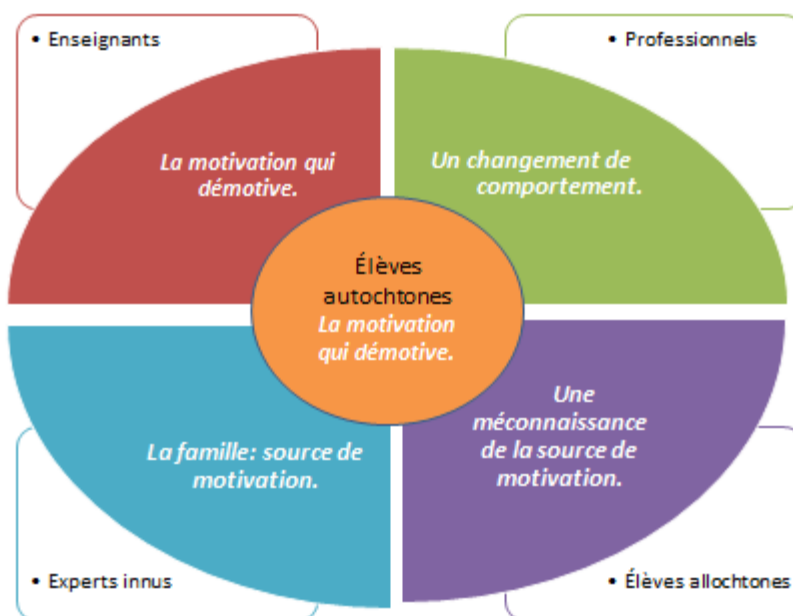 • Enseignants
• Professionnels
La motivation qui
démotive.
Un changement de
comportement.
Élèves
autochtones
La motivation
qui démotive.
La famille: source de
motivation.
Une
méconnaissance
de la source de
motivation.
• Experts innus
• Élèves allochtones